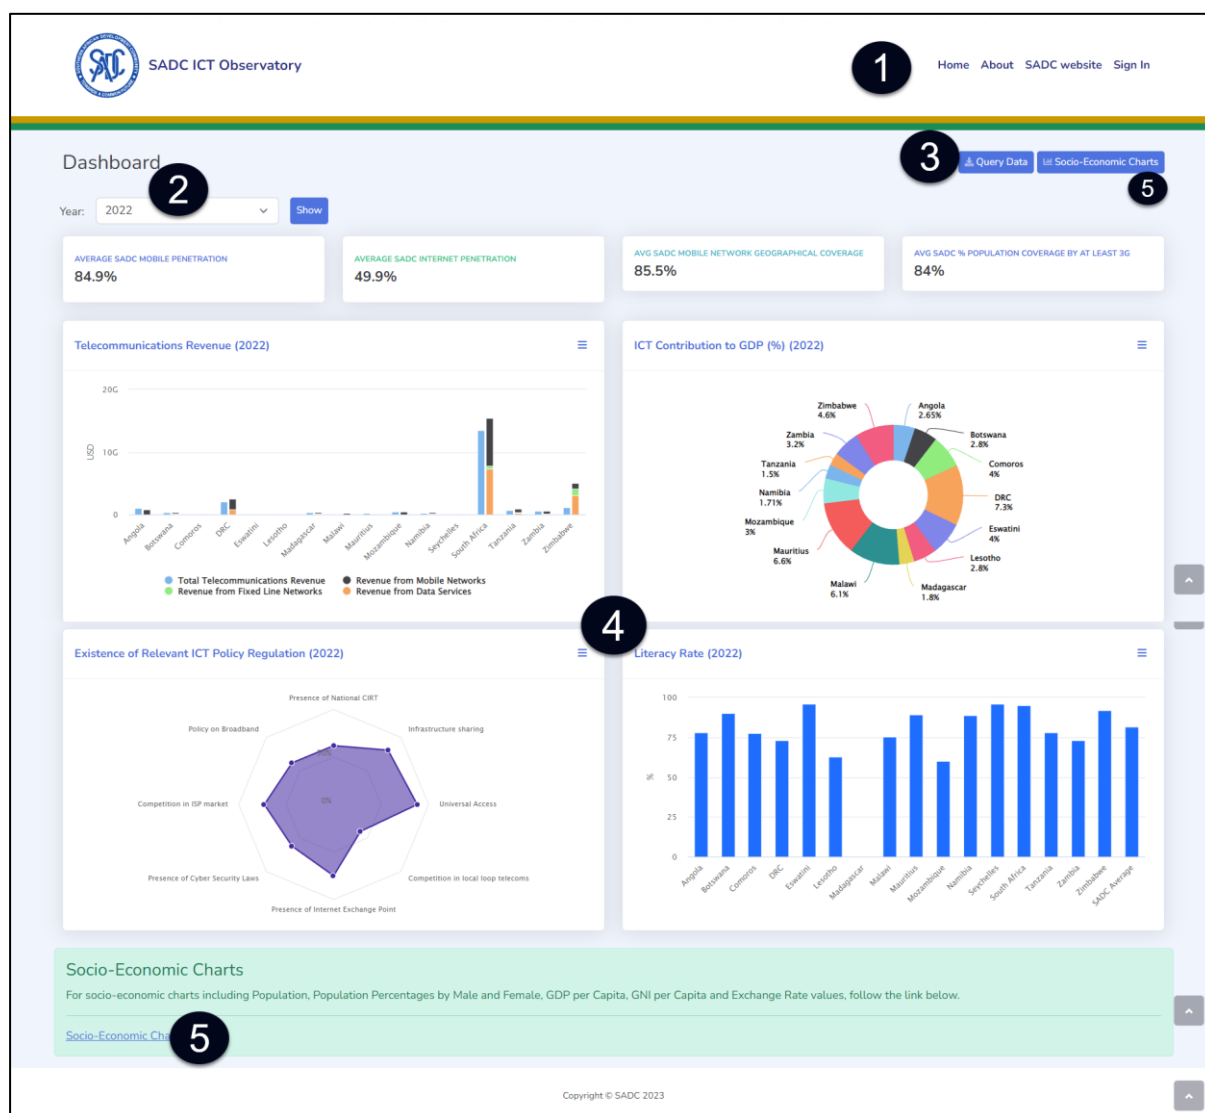 SADC ICT Observatory
1
Home About SADC website Sign In
Dashboard
3
Query Data
Socio-Economic Charts
2
5
Year: 2022 Show
AVERAGE SADC MOBILE PENETRATION
84.9%
AVERAGE SADC INTERNET PENETRATION
49.9%
AVG SADC MOBILE NETWORK GEOGRAPHICAL COVERAGE
85.5%
AVG SADC % POPULATION COVERAGE BY AT LEAST 3G
84%
Telecommunications Revenue (2022)
20G
10G
0
USD
Angola
Botswana
Comoros
DRC
Eswatini
Lesotho
Madagascar
Malawi
Mauritius
Mozambique
Namibia
Seychelles
South Africa
Tanzania
Zambia
Zimbabwe
Total Telecommunications Revenue
Revenue from Mobile Networks
Revenue from Fixed Line Networks
Revenue from Data Services
ICT Contribution to GDP (%) (2022)
Angola
2.65%
Botswana
2.8%
Comoros
4%
DRC
7.3%
Eswatini
4%
Lesotho
2.8%
Madagascar
1.8%
Malawi
6.1%
Mauritius
6.6%
Mozambique
3%
Namibia
1.71%
Tanzania
1.5%
Zambia
3.2%
Zimbabwe
4.6%
4
Existence of Relevant ICT Policy Regulation (2022)
Presence of National CIRT
Infrastructure sharing
Universal Access
Competition in local loop telecoms
Presence of Internet Exchange Point
Presence of Cyber Security Laws
Competition in ISP market
Policy on Broadband
0%
Literacy Rate (2022)
100
75
50
25
0
%
Angola
Botswana
Comoros
DRC
Eswatini
Lesotho
Madagascar
Malawi
Mauritius
Mozambique
Namibia
Seychelles
South Africa
Tanzania
Zambia
Zimbabwe
SADC Average
Socio-Economic Charts
For socio-economic charts including Population, Population Percentages by Male and Female, GDP per Capita, GNI per Capita and Exchange Rate values, follow the link below.
Socio-Economic Cha
5
Copyright © SADC 2023